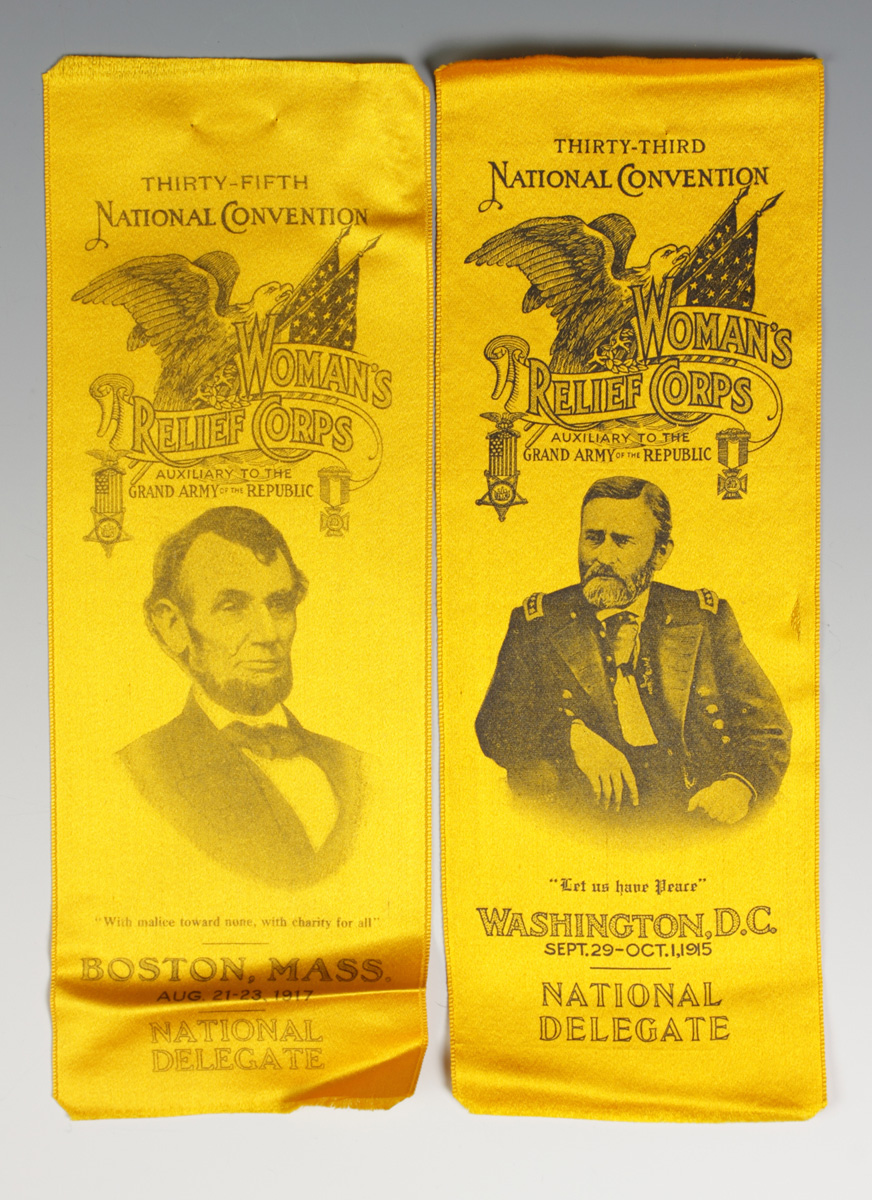 THIRTY-FIFTH
NATIONAL CONVENTION
WOMAN'S
RELIEF CORPS
AUXILIARY TO THE
GRAND ARMY OF THE REPUBLIC
"With malice toward none, with charity for all"
BOSTON, MASS.
AUG. 21-23, 1917
NATIONAL
DELEGATE
THIRTY-THIRD
NATIONAL CONVENTION
WOMAN'S
RELIEF CORPS
AUXILIARY TO THE
GRAND ARMY OF THE REPUBLIC
"Let us have Peace"
WASHINGTON, D.C.
SEPT. 29-OCT. 1, 1915
NATIONAL
DELEGATE